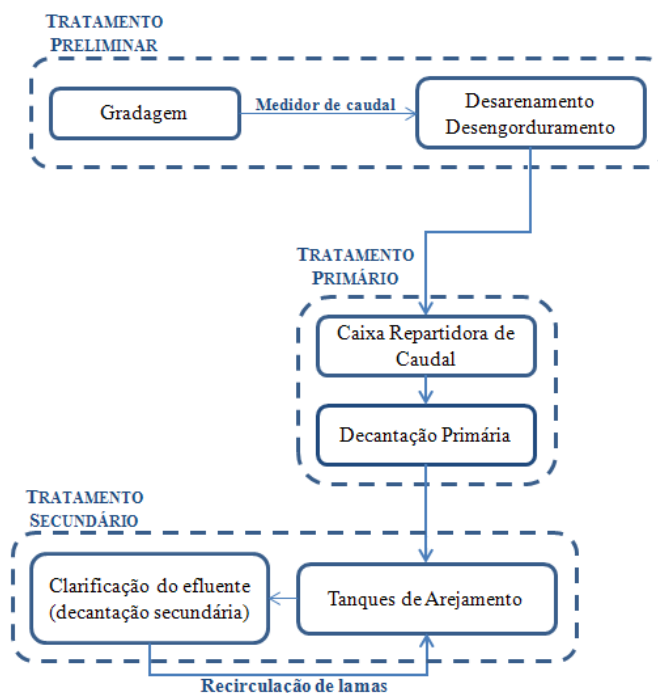 TRATAMENTO
PRELIMINAR
Gradagem
Medidor de caudal
Desarenamento
Desengorduramento
TRATAMENTO
PRIMÁRIO
Caixa Repartidora de
Caudal
Decantação Primária
TRATAMENTO
SECUNDÁRIO
Clarificação do efluente
(decantação secundária)
Tanques de Arejamento
Recirculação de lamas